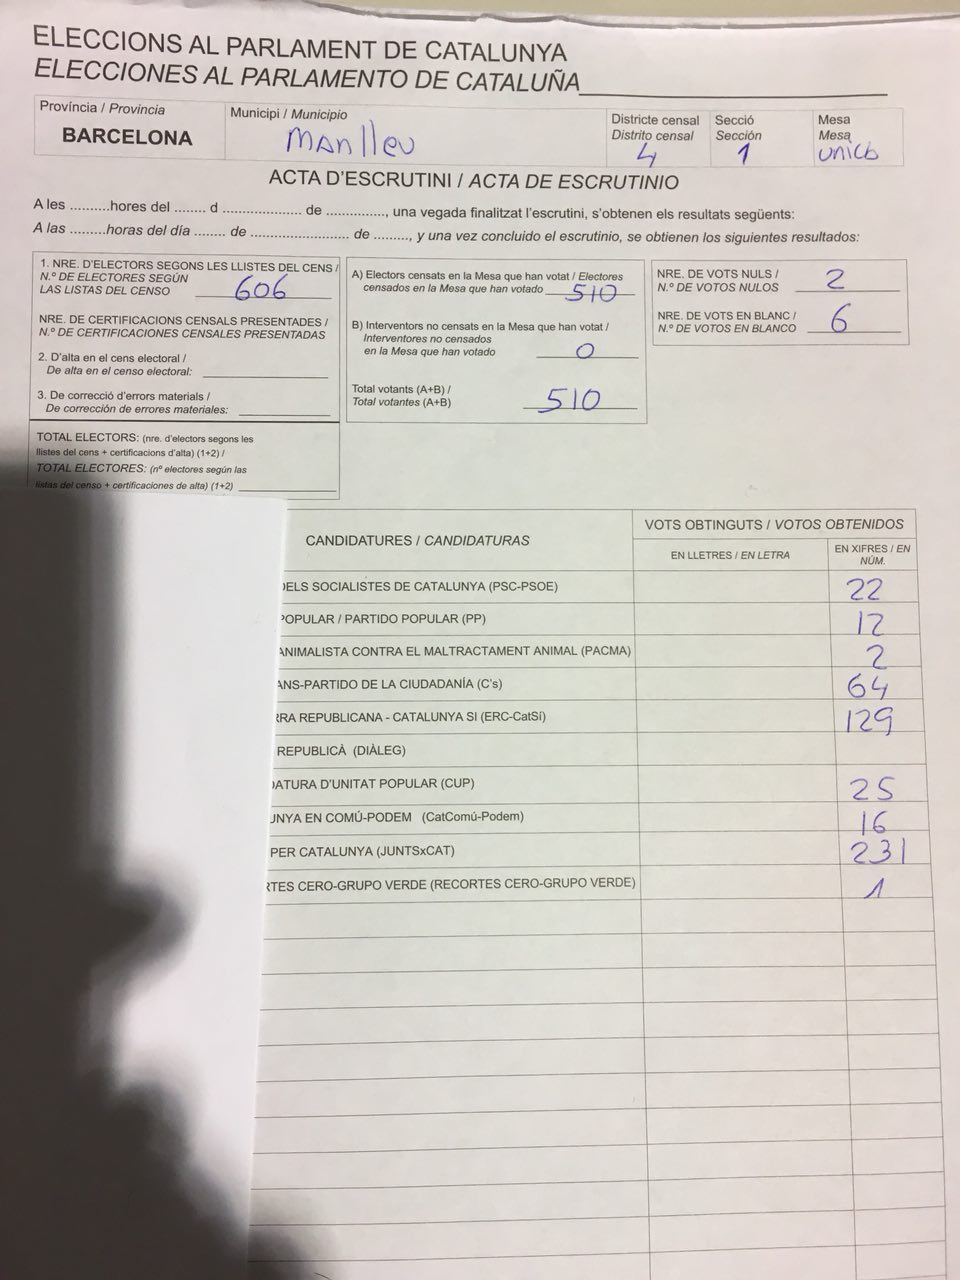 ELECCIONS AL PARLAMENT DE CATALUNYA
ELECCIONES AL PARLAMENTO DE CATALUÑA
Província / Provincia
BARCELONA
Municipi / Municipio
Manlleu
Districte censal
Distrito censal
4
Secció
Sección
1
Mesa
Mesa
unica
ACTA D'ESCRUTINI / ACTA DE ESCRUTINIO
A les ..........hores del ........ d .................... de ..............., una vegada finalitzat l'escrutini, s'obtenen els resultats següents:
A las .........horas del día ........ de ......................... de ........., y una vez concluido el escrutinio, se obtienen los siguientes resultados:
1. NRE. D'ELECTORS SEGONS LES LLISTES DEL CENS /
N.º DE ELECTORES SEGÚN
LAS LISTAS DEL CENSO 606
NRE. DE CERTIFICACIONS CENSALS PRESENTADES /
N.º DE CERTIFICACIONES CENSALES PRESENTADAS
2. D'alta en el cens electoral /
De alta en el censo electoral:
3. De correcció d'errors materials /
De corrección de errores materiales:
TOTAL ELECTORS: (nre. d'electors segons les
llistes del cens + certificacions d'alta) (1+2) /
TOTAL ELECTORES: (nº electores según las
listas del censo + certificaciones de alta) (1+2)
A) Electors censats en la Mesa que han votat / Electores
censados en la Mesa que han votado 510
B) Interventors no censats en la Mesa que han votat /
Interventores no censados
en la Mesa que han votado 0
Total votants (A+B) /
Total votantes (A+B) 510
NRE. DE VOTS NULS /
N.º DE VOTOS NULOS 2
NRE. DE VOTS EN BLANC /
N.º DE VOTOS EN BLANCO 6
CANDIDATURES / CANDIDATURAS
VOTS OBTINGUTS / VOTOS OBTENIDOS
EN LLETRES / EN LETRA
EN XIFRES / EN
NÚM.
DELS SOCIALISTES DE CATALUNYA (PSC-PSOE) 22
POPULAR / PARTIDO POPULAR (PP) 12
ANIMALISTA CONTRA EL MALTRACTAMENT ANIMAL (PACMA) 2
ANS-PARTIDO DE LA CIUDADANÍA (C's) 64
RRA REPUBLICANA - CATALUNYA SI (ERC-CatSí) 129
REPUBLICÀ (DIÀLEG)
DATURA D'UNITAT POPULAR (CUP) 25
UNYA EN COMÚ-PODEM (CatComú-Podem) 16
PER CATALUNYA (JUNTSxCAT) 231
RTES CERO-GRUPO VERDE (RECORTES CERO-GRUPO VERDE) 1